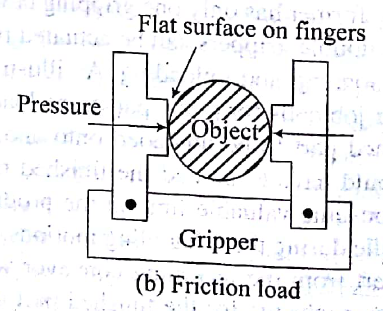 Flat surface on fingers
Pressure
Object
Gripper
(b) Friction load